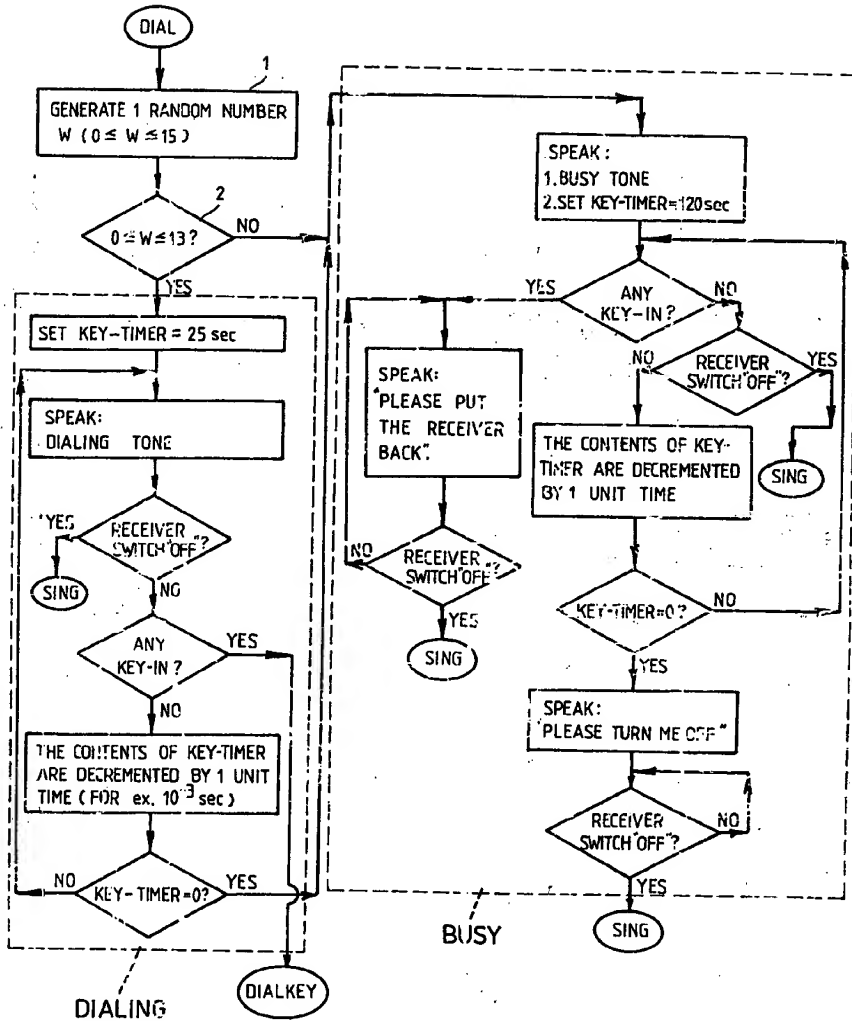 DIAL
1
GENERATE 1 RANDOM NUMBER
W (0 ≤ W ≤ 15)
2
0 ≤ W ≤ 13?
NO
YES
SET KEY-TIMER = 25 sec
SPEAK:
DIALING TONE
RECEIVER
SWITCH "OFF"?
YES
SING
NO
ANY
KEY-IN?
YES
NO
THE CONTENTS OF KEY-TIMER
ARE DECREMENTED BY 1 UNIT
TIME (FOR ex. 10⁻³ sec)
KEY-TIMER=0?
NO
YES
DIALING
DIALKEY
SPEAK:
1.BUSY TONE
2.SET KEY-TIMER=120sec
ANY
KEY-IN?
YES
NO
SPEAK:
"PLEASE PUT
THE RECEIVER
BACK".
RECEIVER
SWITCH "OFF"?
NO
YES
SING
RECEIVER
SWITCH "OFF"?
NO
YES
SING
THE CONTENTS OF KEY-
TIMER ARE DECREMENTED
BY 1 UNIT TIME
KEY-TIMER=0?
NO
YES
SPEAK:
"PLEASE TURN ME OFF"
RECEIVER
SWITCH "OFF"?
NO
YES
SING
BUSY